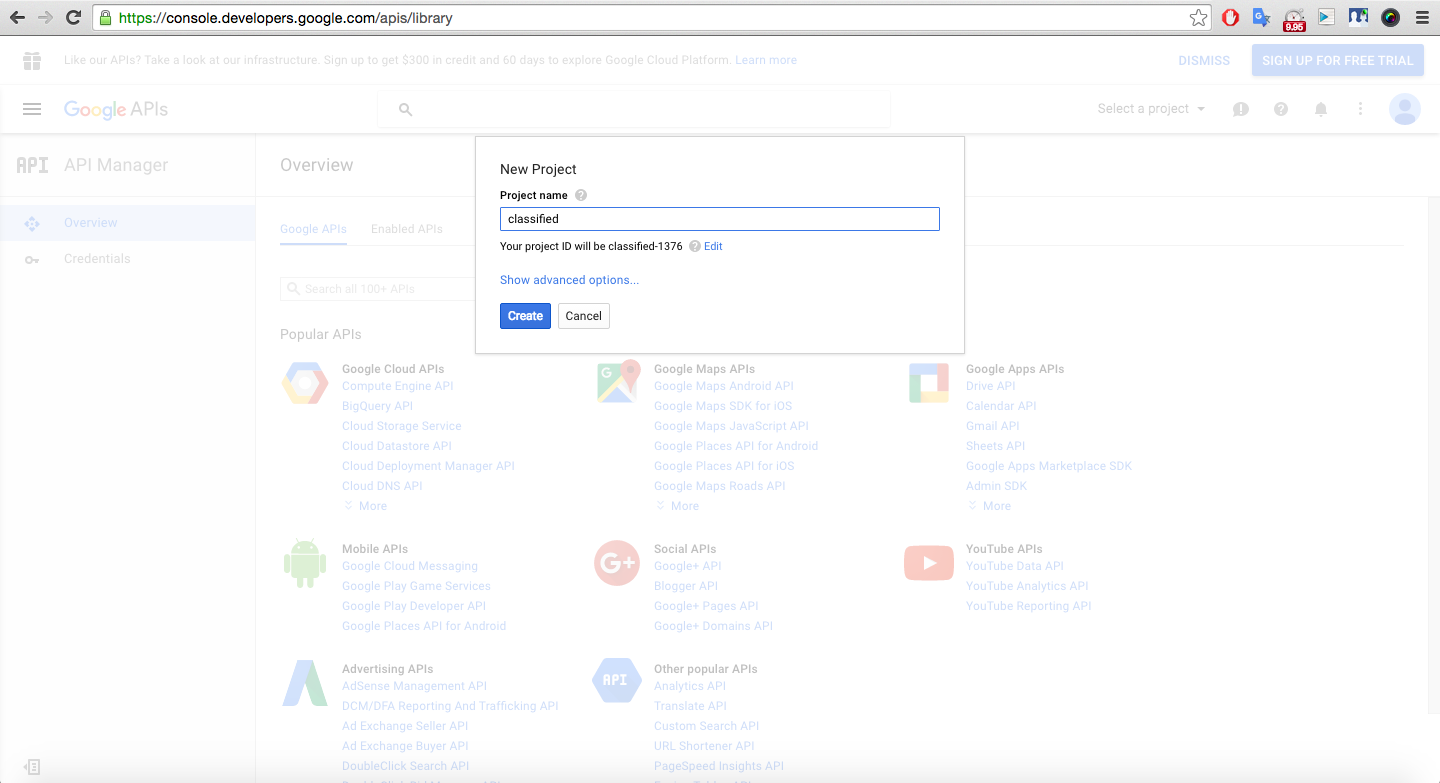 https://console.developers.google.com/apis/library
9.95
Like our APIs? Take a look at our infrastructure. Sign up to get $300 in credit and 60 days to explore Google Cloud Platform. Learn more
DISMISS
SIGN UP FOR FREE TRIAL
Google APIs
Select a project
API API Manager
Overview
Overview
Credentials
Google APIs
Enabled APIs
Search all 100+ APIs
New Project
Project name
classified
Your project ID will be classified-1376 Edit
Show advanced options...
Create
Cancel
Popular APIs
Google Cloud APIs
Compute Engine API
BigQuery API
Cloud Storage Service
Cloud Datastore API
Cloud Deployment Manager API
Cloud DNS API
More
Google Maps APIs
Google Maps Android API
Google Maps SDK for iOS
Google Maps JavaScript API
Google Places API for Android
Google Places API for iOS
Google Maps Roads API
More
Google Apps APIs
Drive API
Calendar API
Gmail API
Sheets API
Google Apps Marketplace SDK
Admin SDK
More
Mobile APIs
Google Cloud Messaging
Google Play Game Services
Google Play Developer API
Google Places API for Android
G+
Social APIs
Google+ API
Blogger API
Google+ Pages API
Google+ Domains API
YouTube APIs
YouTube Data API
YouTube Analytics API
YouTube Reporting API
Advertising APIs
AdSense Management API
DCM/DFA Reporting And Trafficking API
Ad Exchange Seller API
Ad Exchange Buyer API
DoubleClick Search API
API
Other popular APIs
Analytics API
Translate API
Custom Search API
URL Shortener API
PageSpeed Insights API